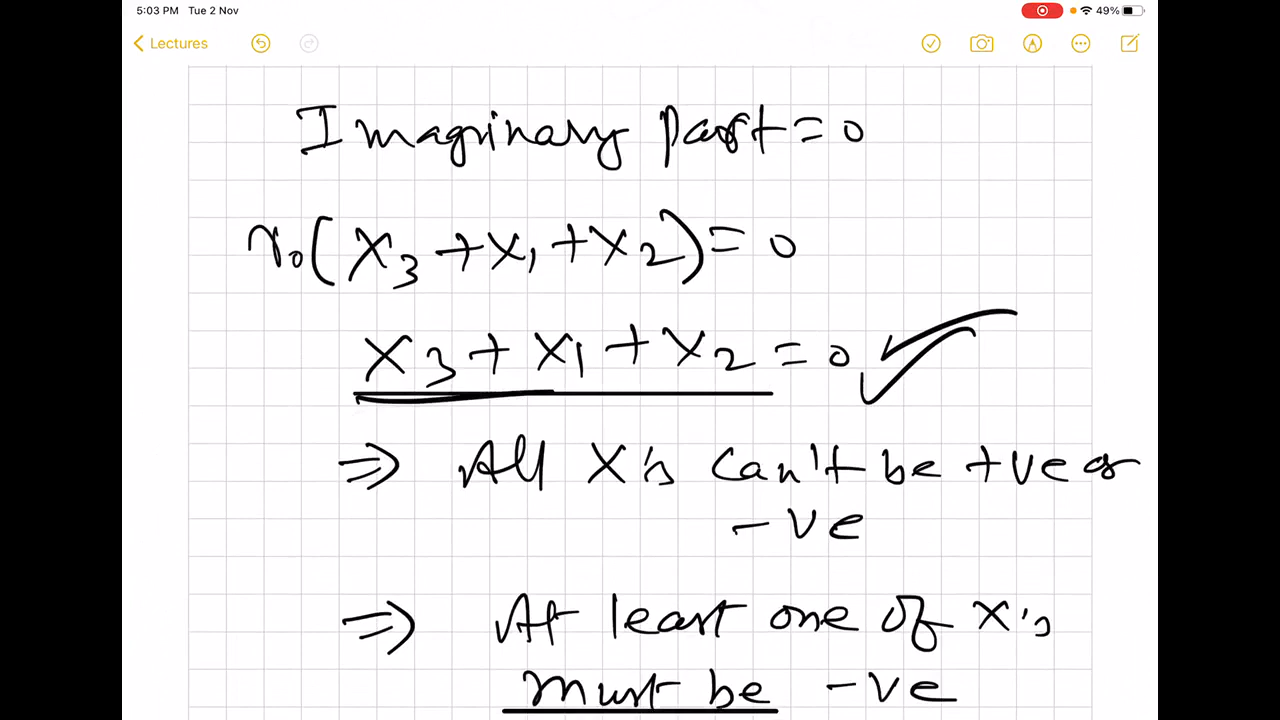 5:03 PM Tue 2 Nov
49%
Lectures
Imaginary part = 0
r₀(X₃ + X₁ + X₂) = 0
X₃ + X₁ + X₂ = 0
⇒ All X's can't be +ve or
-ve
⇒ At least one of X's
must be -ve